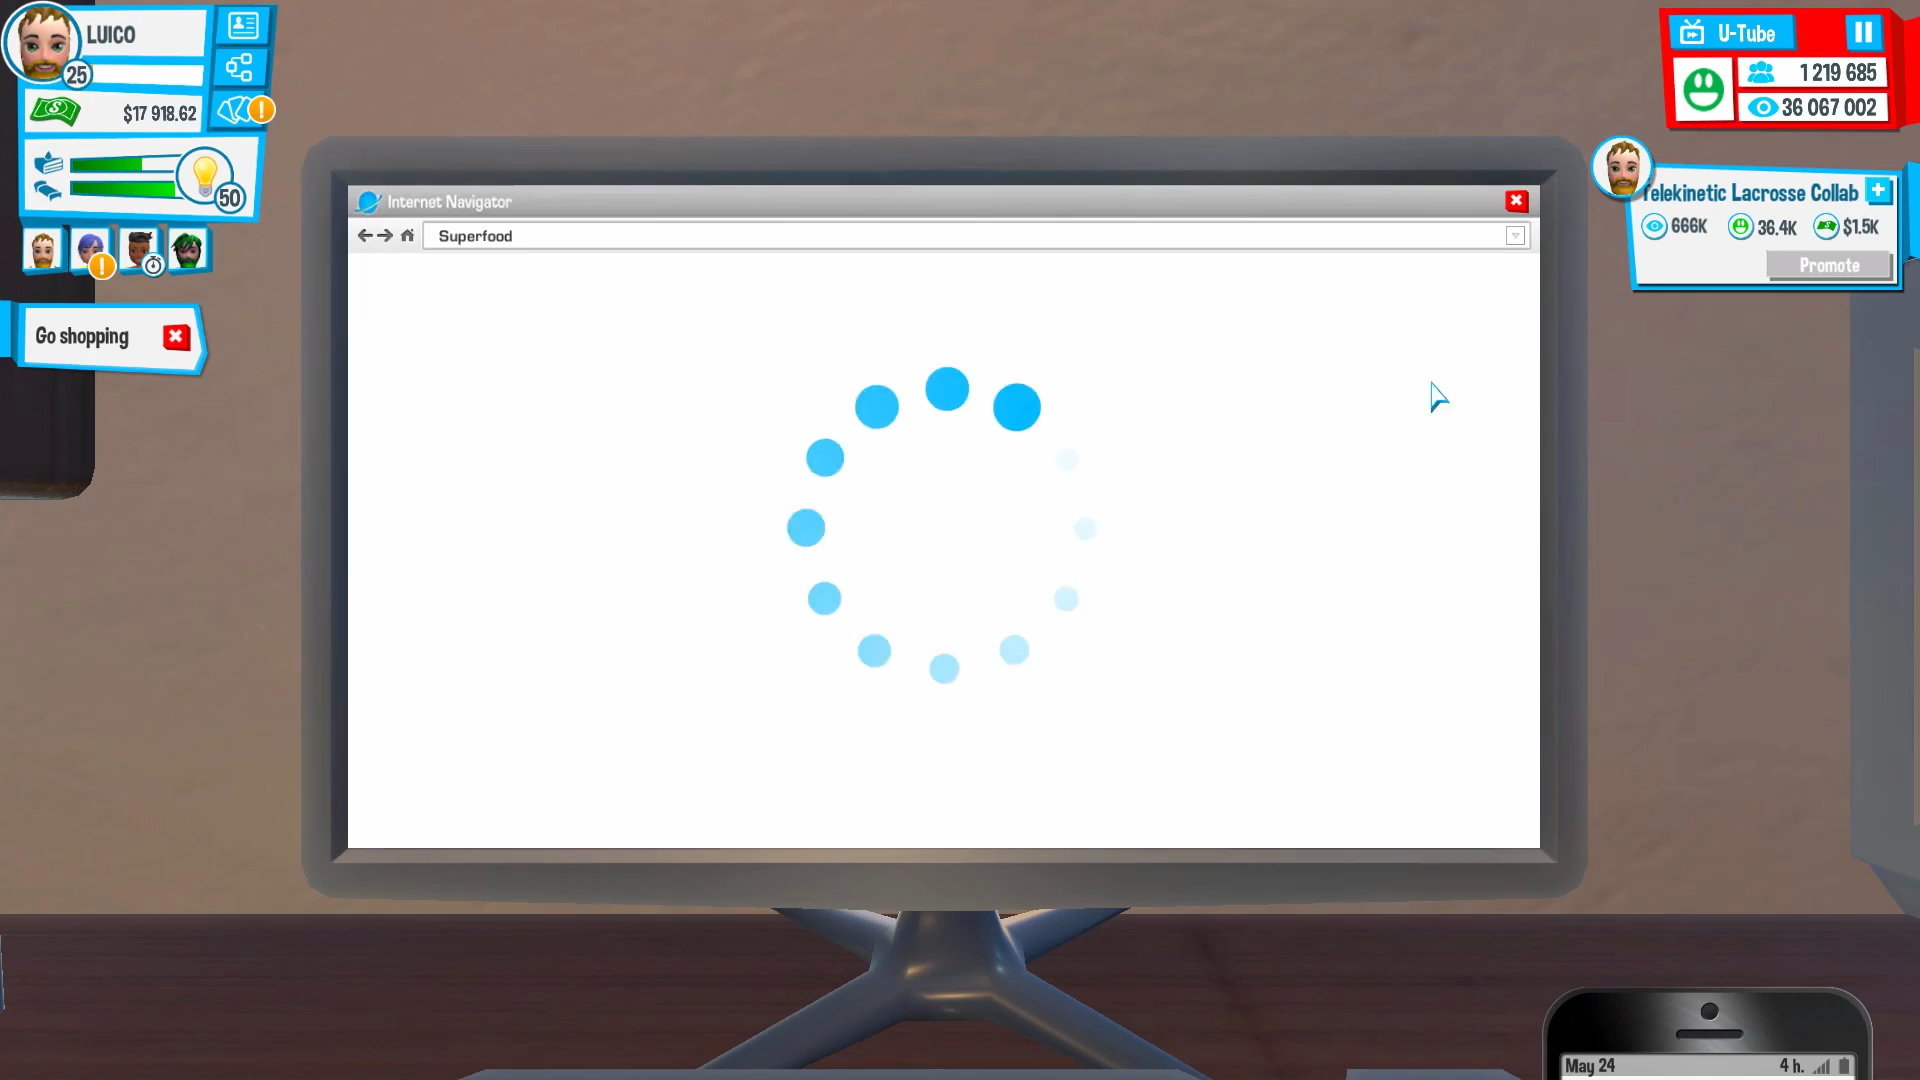 LUICO
25
$17 918.62
50
Go shopping
Internet Navigator
Superfood
U-Tube
1 219 685
36 067 002
Telekinetic Lacrosse Collab
666K
36.4K
$1.5K
Promote
May 24
4 h.